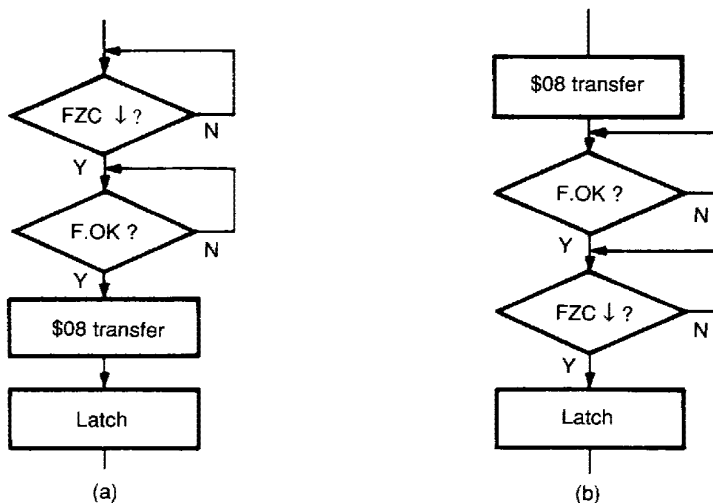 FZC ↓ ?
N
Y
F.OK ?
N
Y
$08 transfer
Latch
(a)
$08 transfer
F.OK ?
N
Y
FZC ↓ ?
N
Y
Latch
(b)